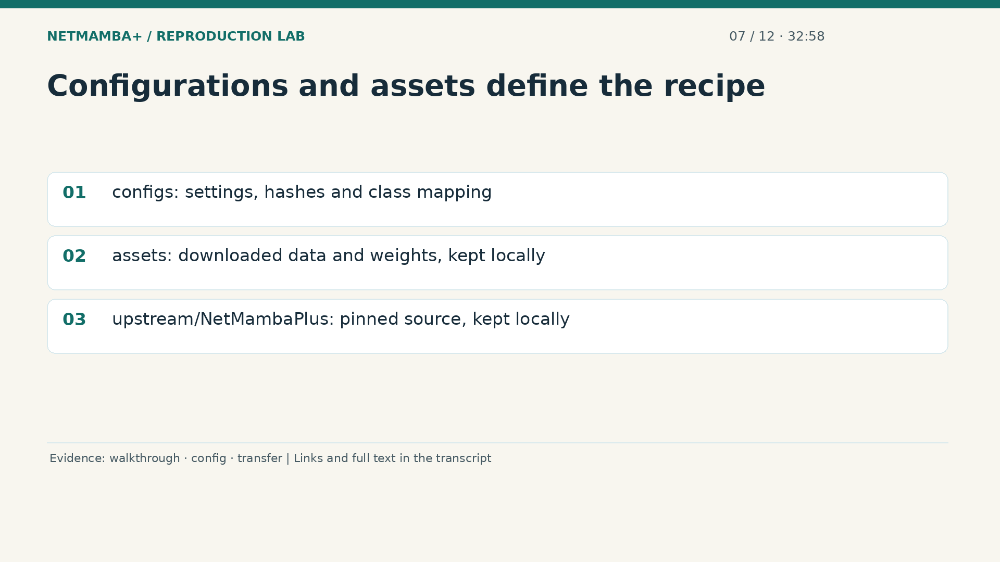 NETMAMBA+ / REPRODUCTION LAB
07 / 12 · 32:58
Configurations and assets define the recipe
01 configs: settings, hashes and class mapping
02 assets: downloaded data and weights, kept locally
03 upstream/NetMambaPlus: pinned source, kept locally
Evidence: walkthrough · config · transfer | Links and full text in the transcript